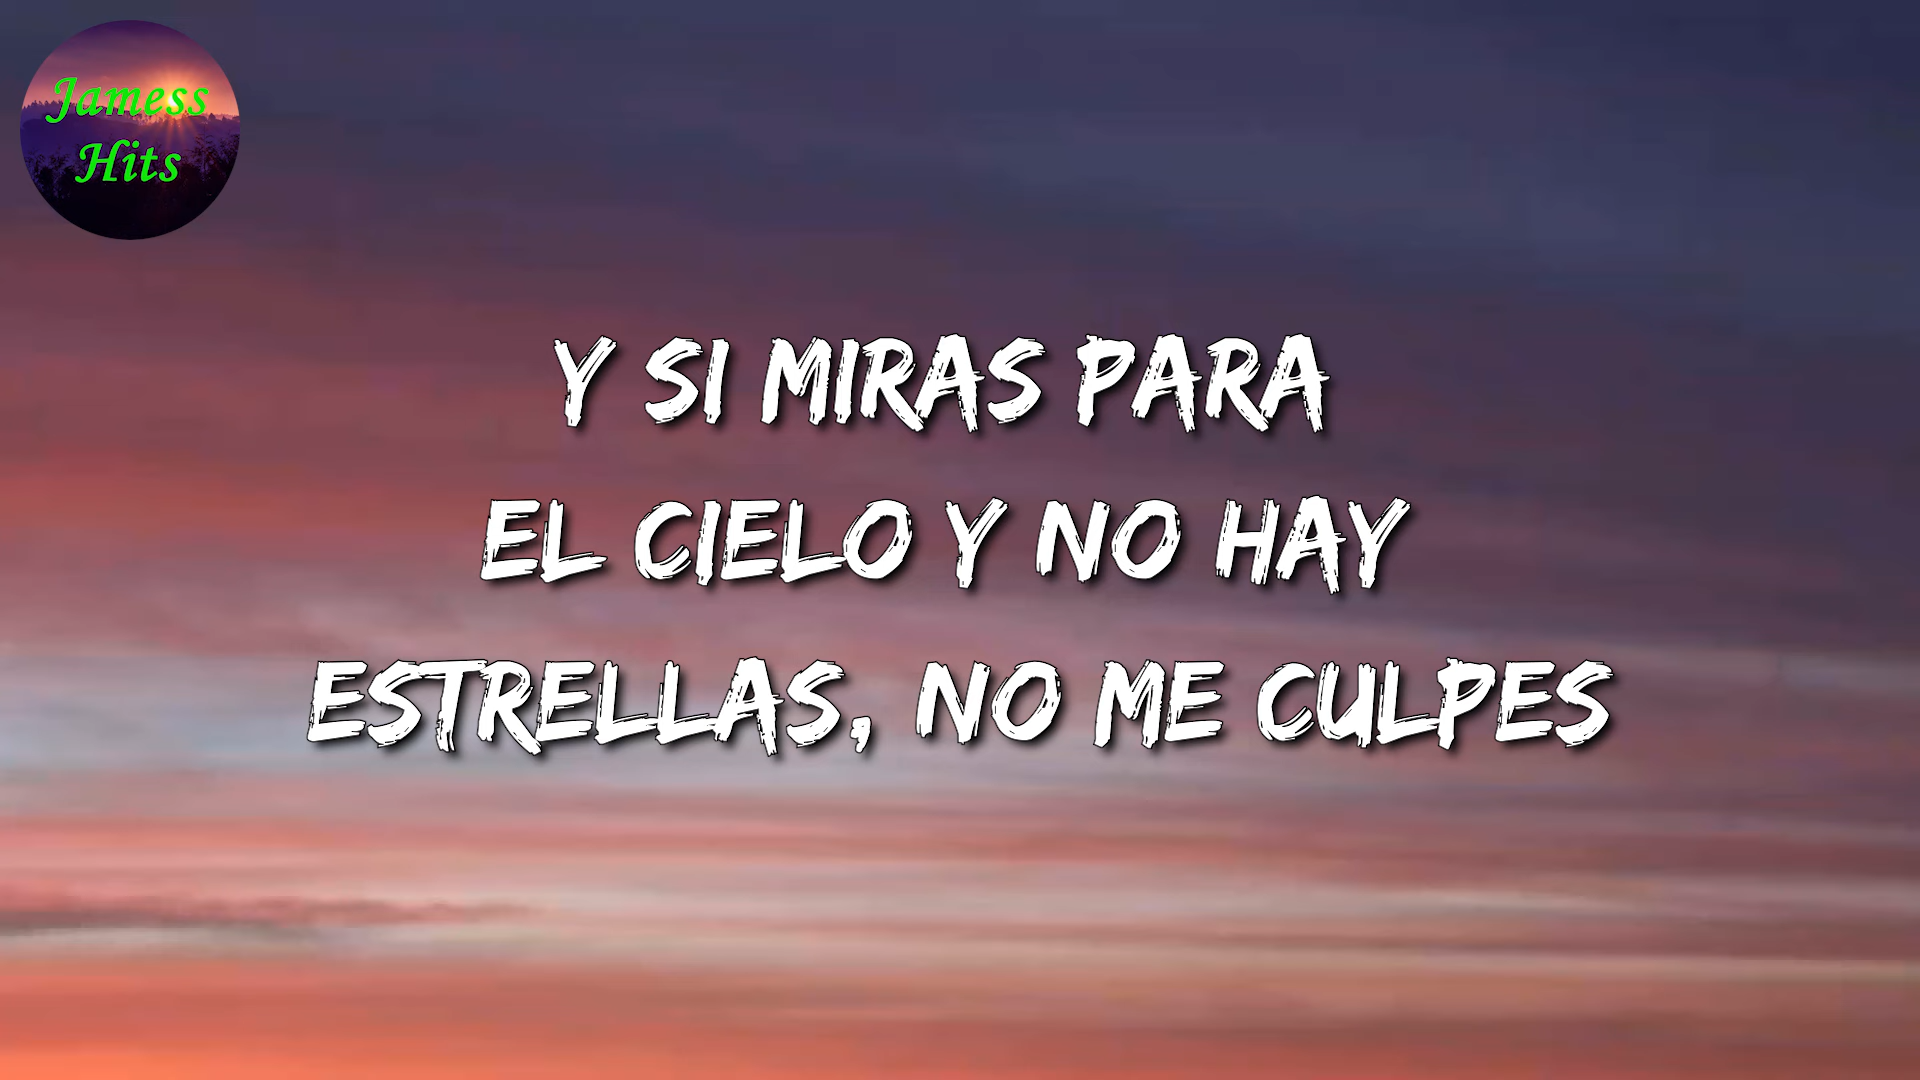 Jamess
Hits
Y SI MIRAS PARA
EL CIELO Y NO HAY
ESTRELLAS, NO ME CULPES